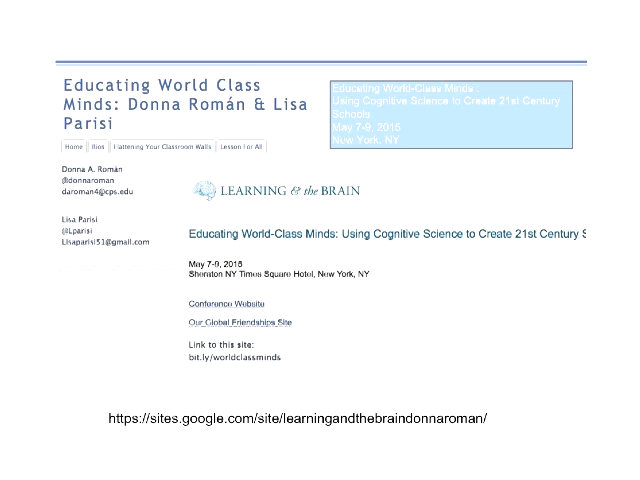 Educating World Class
Minds: Donna Román & Lisa
Parisi
Educating World-Class Minds :
Using Cognitive Science to Create 21st Century
Schools
May 7-9, 2015
New York, NY
Home
Bios
Flattening Your Classroom Walls
Lesson For All
Donna A. Román
@donnaroman
daroman4@cps.edu
Lisa Parisi
@Lparisi
Lisaparisi51@gmail.com
LEARNING & the BRAIN
Educating World-Class Minds: Using Cognitive Science to Create 21st Century S
May 7-9, 2015
Sheraton NY Times Square Hotel, New York, NY
Conference Website
Our Global Friendships Site
Link to this site:
bit.ly/worldclassminds
https://sites.google.com/site/learningandthebraindonnaroman/